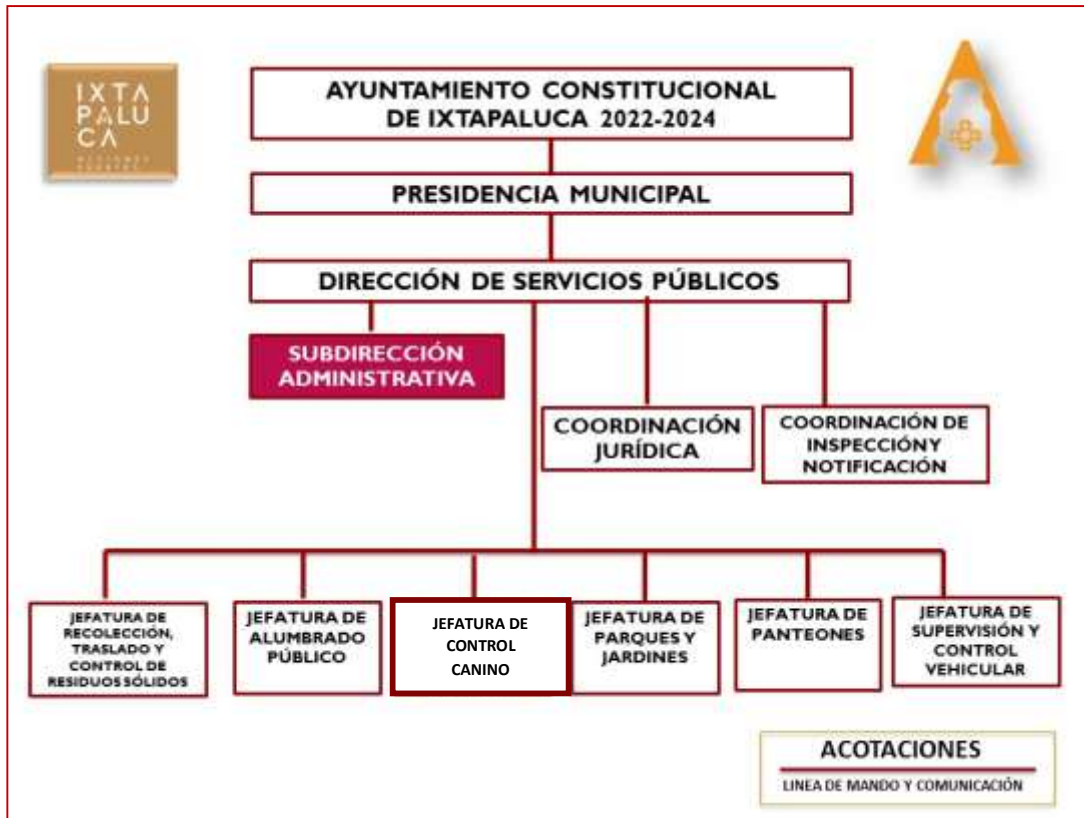 IXTA
PALU
CA
AYUNTAMIENTO CONSTITUCIONAL
DE IXTAPALUCA 2022-2024
PRESIDENCIA MUNICIPAL
DIRECCIÓN DE SERVICIOS PÚBLICOS
SUBDIRECCIÓN
ADMINISTRATIVA
COORDINACIÓN
JURÍDICA
COORDINACIÓN DE
INSPECCIÓN Y
NOTIFICACIÓN
JEFATURA DE
RECOLECCIÓN,
TRASLADO Y
CONTROL DE
RESIDUOS SÓLIDOS
JEFATURA DE
ALUMBRADO
PÚBLICO
JEFATURA DE
CONTROL
CANINO
JEFATURA DE
PARQUES Y
JARDINES
JEFATURA DE
PANTEONES
JEFATURA DE
SUPERVISIÓN Y
CONTROL
VEHICULAR
ACOTACIONES
LINEA DE MANDO Y COMUNICACIÓN